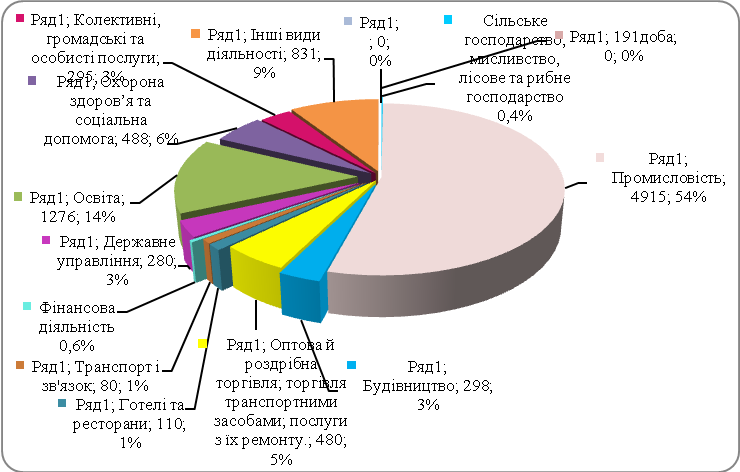 Ряд1; Колективні,
громадські та
особисті послуги;
295; 3%
Ряд1; Інші види
діяльності; 831;
9%
Ряд1;
; 0;
0%
Сільське
господарство,
мисливство,
лісове та рибне
господарство
0,4%
Ряд1; 191доба;
0; 0%
Ряд1; Охорона
здоров’я та
соціальна
допомога; 488; 6%
Ряд1;
Промисловість;
4915; 54%
Ряд1; Освіта;
1276; 14%
Ряд1; Державне
управління; 280;
3%
Фінансова
діяльність
0,6%
Ряд1; Транспорт і
зв'язок; 80; 1%
Ряд1; Готелі та
ресторани; 110;
1%
Ряд1; Оптова й
роздрібна
торгівля; торгівля
транспортними
засобами; послуги
з їх ремонту.; 480;
5%
Ряд1;
Будівництво; 298;
3%